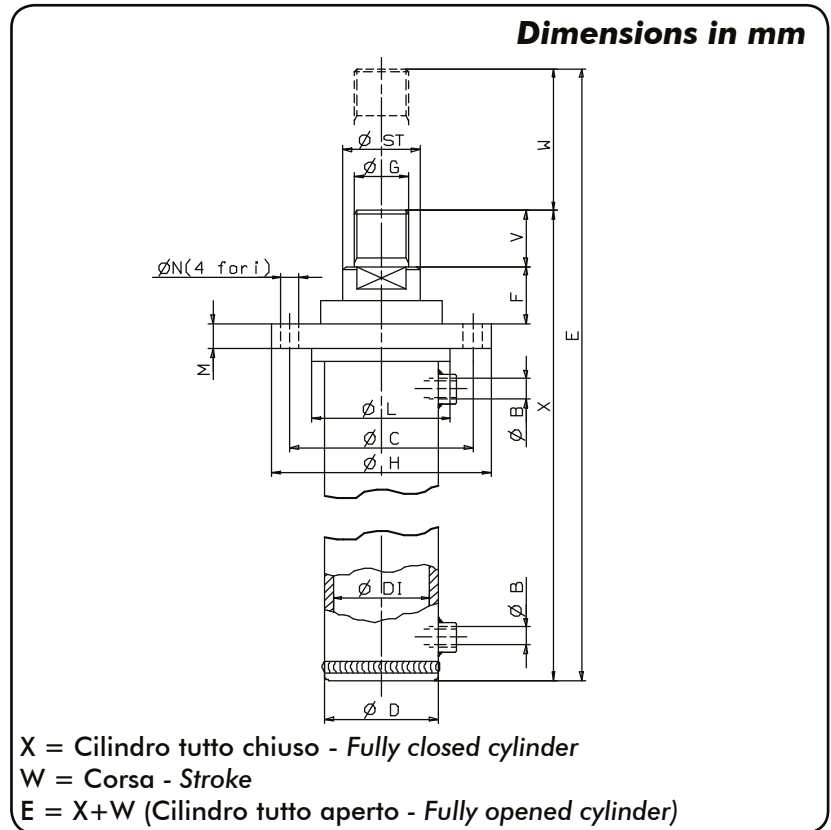 Dimensions in mm
Ø ST
Ø G
W
V
ØN(4 fori)
F
E
M
X
Ø L
Ø B
Ø C
Ø H
Ø DI
Ø B
Ø D
X = Cilindro tutto chiuso - Fully closed cylinder
W = Corsa - Stroke
E = X+W (Cilindro tutto aperto - Fully opened cylinder)